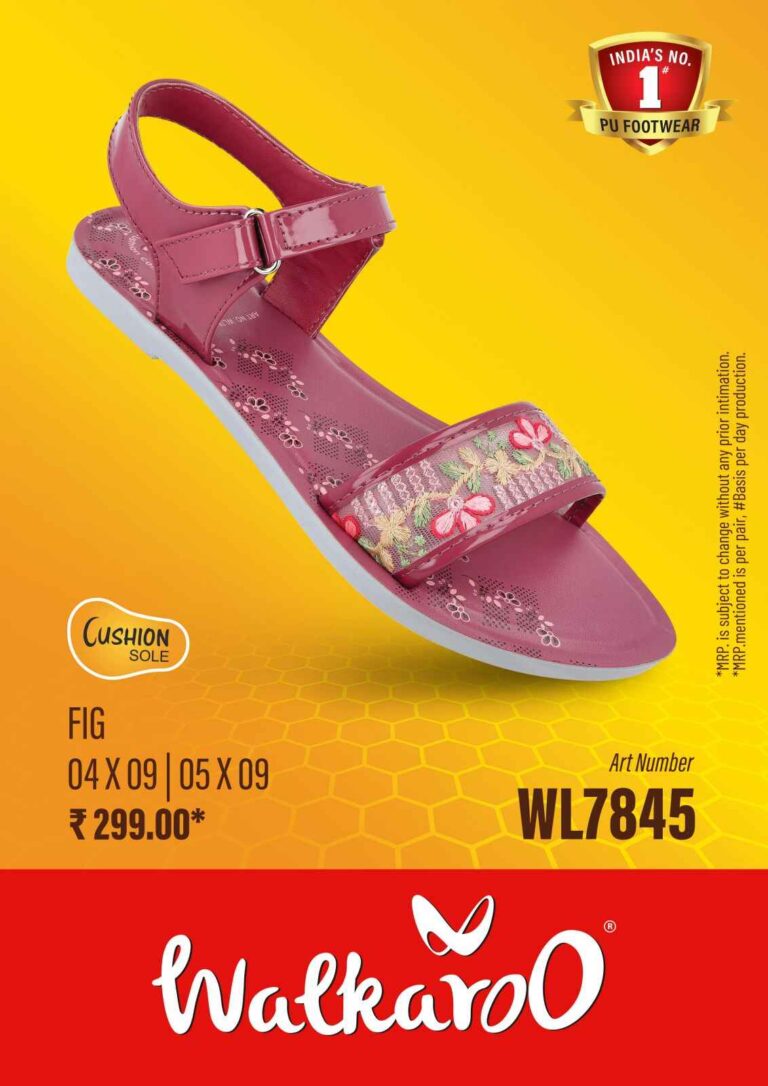 INDIA'S NO.
1#
PU FOOTWEAR
*MRP. is subject to change without any prior intimation.
*MRP.mentioned is per pair, #Basis per day production.
CUSHION
SOLE
FIG
04 X 09 | 05 X 09
₹ 299.00*
Art Number
WL7845
Walkaroo®